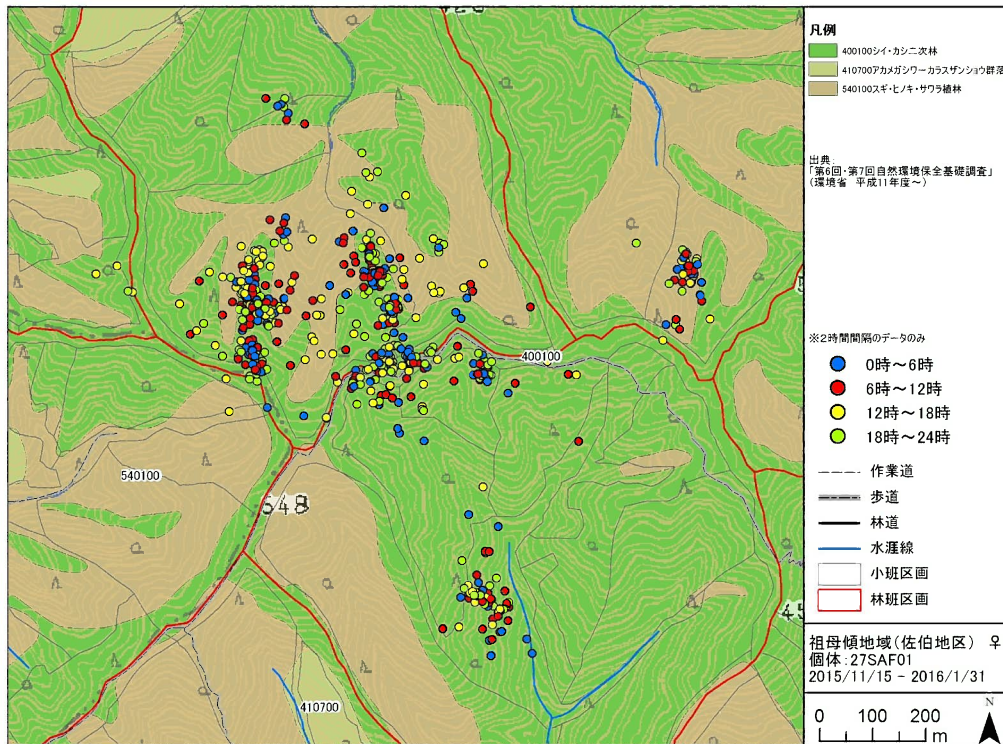 凡例
400100シイ・カシ二次林
410700アカメガシワーカラスザンショウ群落
540100スギ・ヒノキ・サワラ植林
出典:
「第6回・第7回自然環境保全基礎調査」
(環境省 平成11年度~)
※2時間間隔のデータのみ
0時~6時
6時~12時
12時~18時
18時~24時
作業道
歩道
林道
水涯線
小班区画
林班区画
祖母傾地域(佐伯地区) ♀
個体:27SAF01
2015/11/15 - 2016/1/31
N
0 100 200
m
400100
540100
548
410700
45